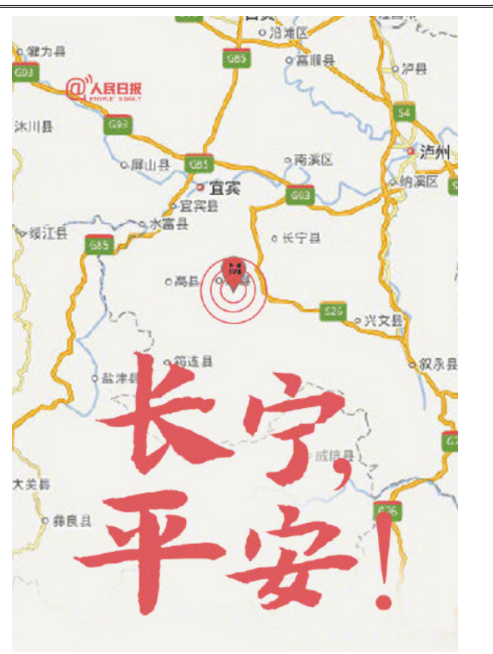 沿滩区
犍为县
G85
富顺县
泸县
G93
@人民日报
PEOPLE'S DAILY
S4
沐川县
G93
泸州
屏山县
G85
南溪区
纳溪区
宜宾
G93
宜宾县
水富县
绥江县
G85
长宁县
高县
S26
兴文县
筠连县
叙永县
盐津县
长宁,
威信县
大关县
平安!
彝良县